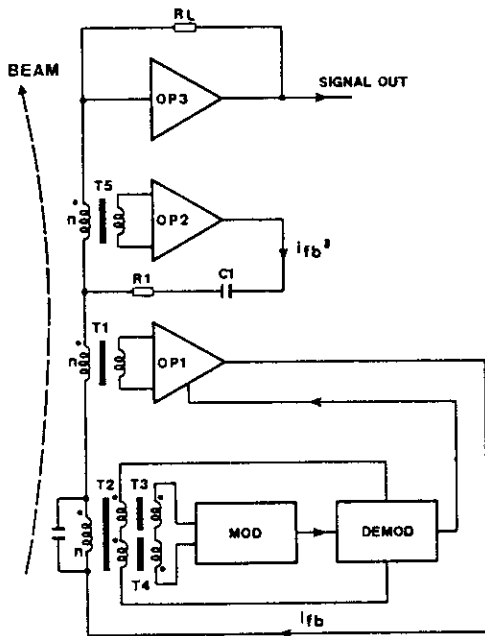 RL
BEAM
OP3
SIGNAL OUT
T5
n
OP2
ifb²
R1
C1
T1
n
OP1
T2
T3
n
MOD
DEMOD
T4
Ifb